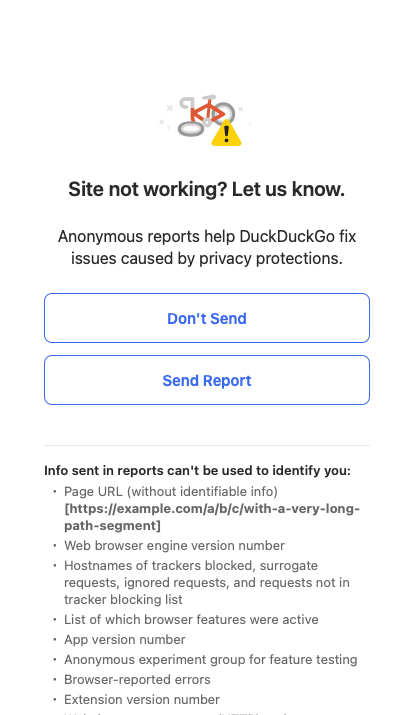 Site not working? Let us know.
Anonymous reports help DuckDuckGo fix
issues caused by privacy protections.
Don't Send
Send Report
Info sent in reports can't be used to identify you:
• Page URL (without identifiable info)
[https://example.com/a/b/c/with-a-very-long-
path-segment]
• Web browser engine version number
• Hostnames of trackers blocked, surrogate
requests, ignored requests, and requests not in
tracker blocking list
• List of which browser features were active
• App version number
• Anonymous experiment group for feature testing
• Browser-reported errors
• Extension version number